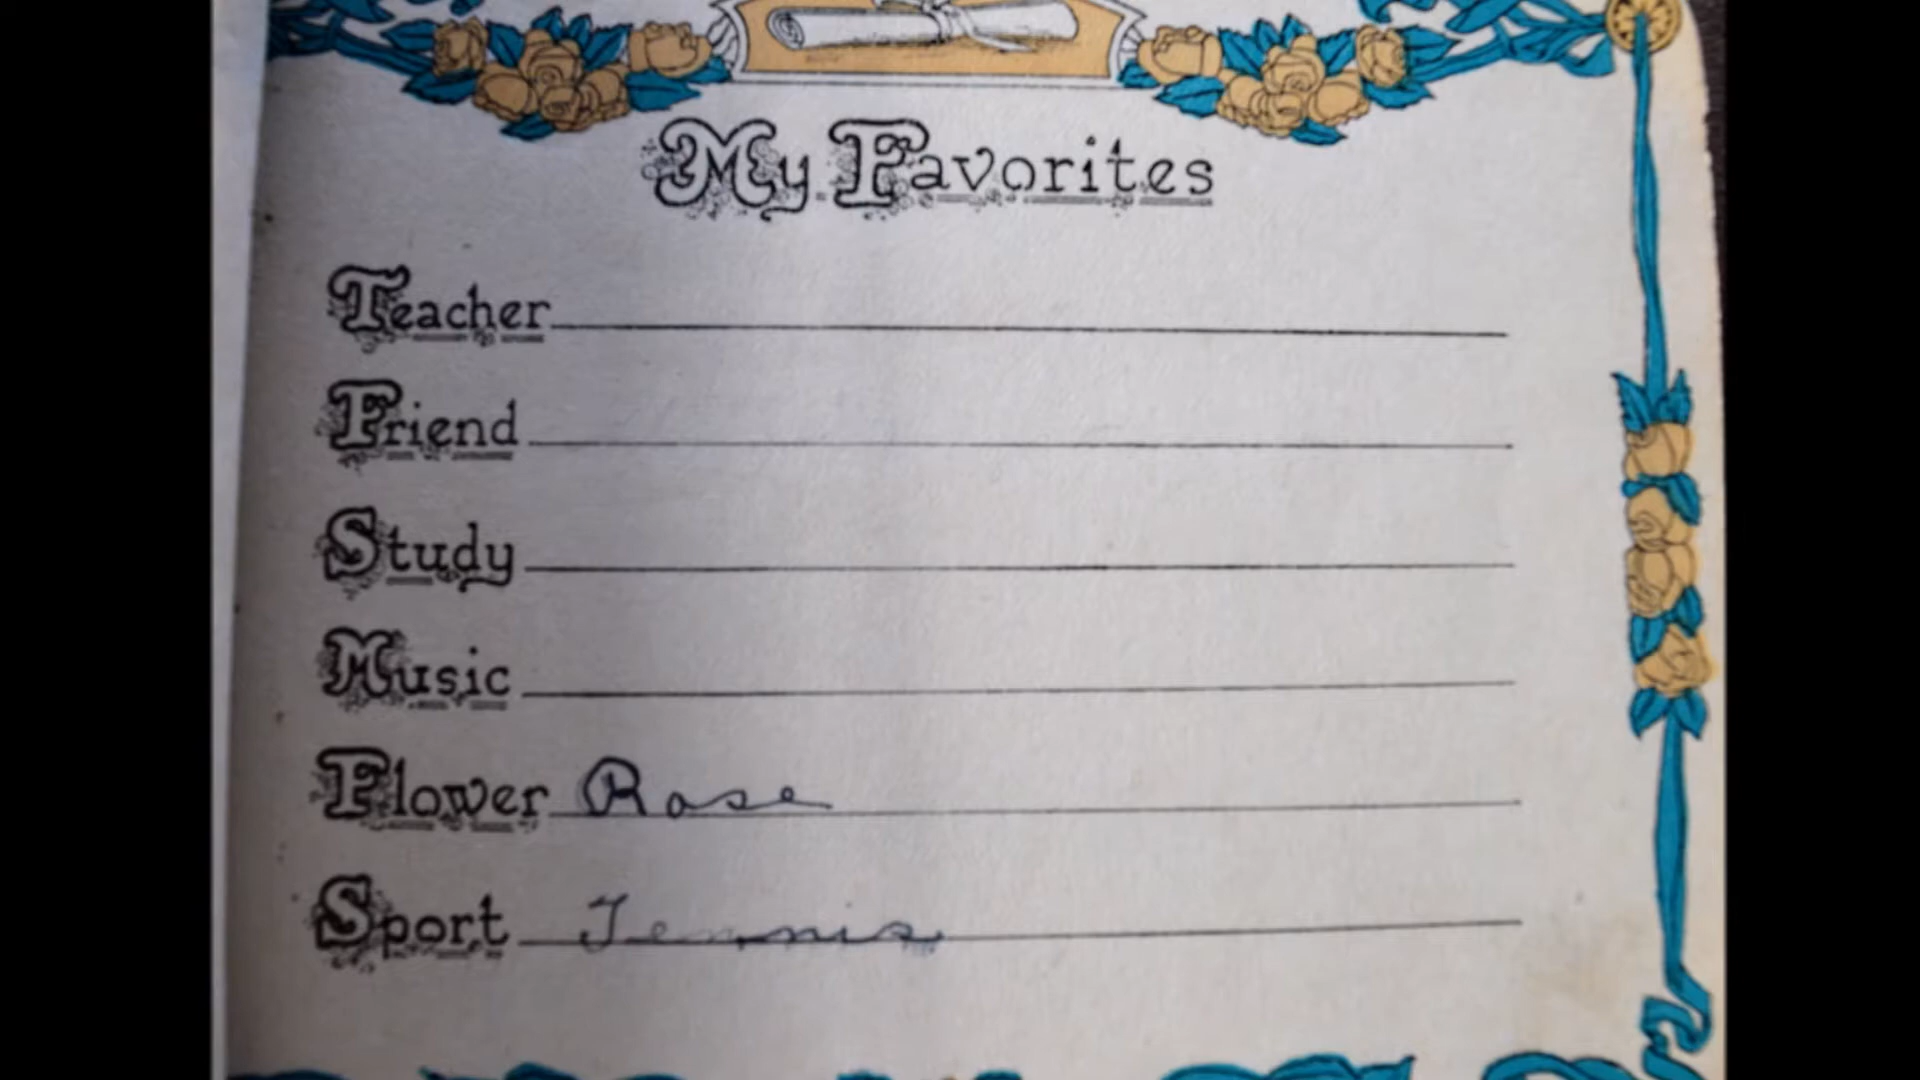 My Favorites
Teacher
Friend
Study
Music
Flower Rose
Sport Tennis